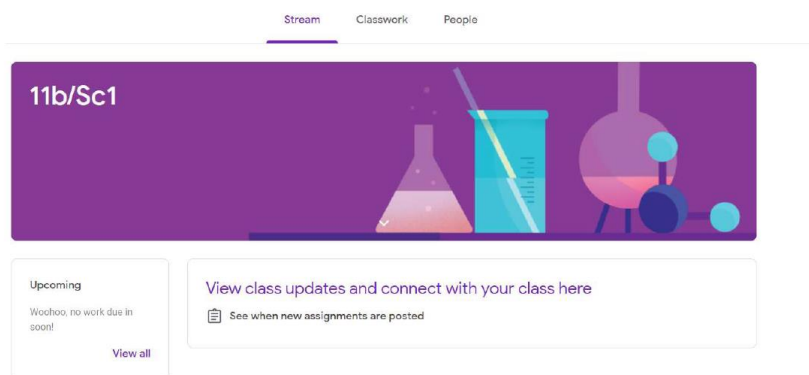 Stream Classwork People
11b/Sc1
Upcoming
Woohoo, no work due in
soon!
View all
View class updates and connect with your class here
See when new assignments are posted